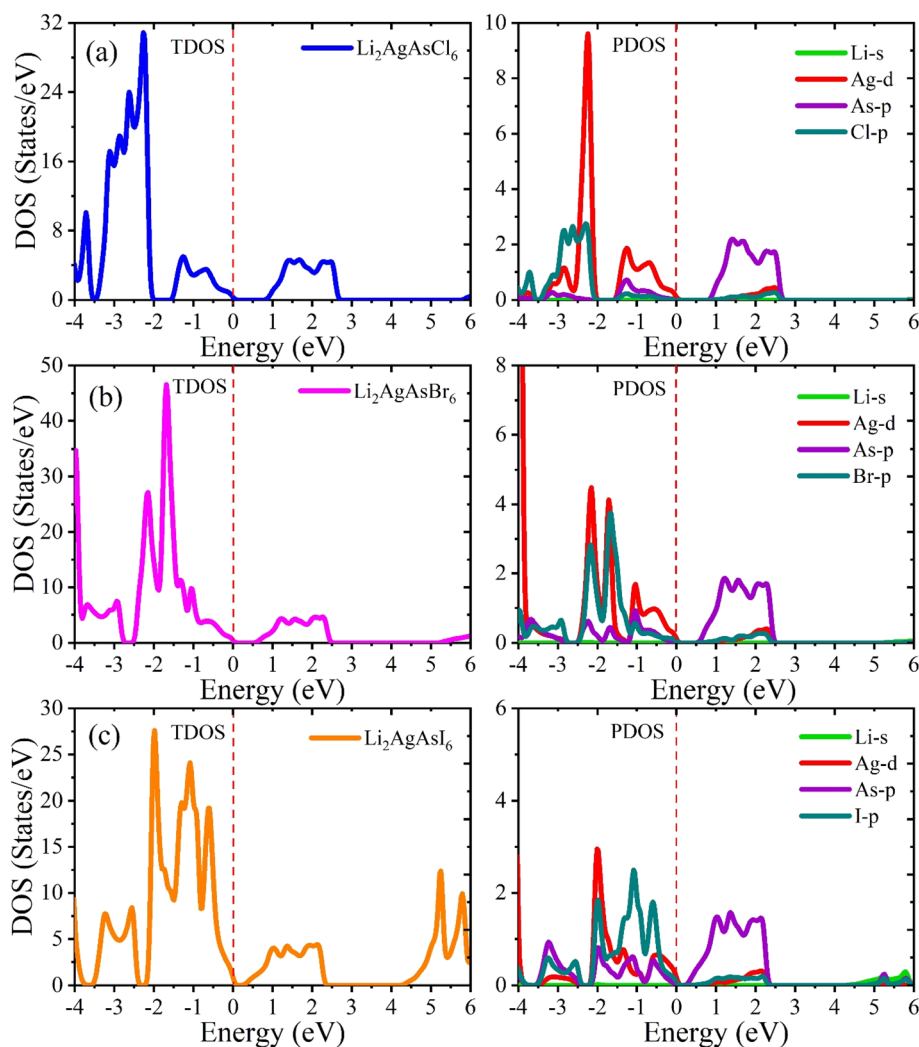 (a)
TDOS
Li₂AgAsCl₆
DOS (States/eV)
32
24
16
8
0
-4 -3 -2 -1 0 1 2 3 4 5 6
Energy (eV)
PDOS
Li-s
Ag-d
As-p
Cl-p
10
8
6
4
2
0
-4 -3 -2 -1 0 1 2 3 4 5 6
Energy (eV)
(b)
TDOS
Li₂AgAsBr₆
DOS (States/eV)
50
40
30
20
10
0
-4 -3 -2 -1 0 1 2 3 4 5 6
Energy (eV)
PDOS
Li-s
Ag-d
As-p
Br-p
8
6
4
2
0
-4 -3 -2 -1 0 1 2 3 4 5 6
Energy (eV)
(c)
TDOS
Li₂AgAsI₆
DOS (States/eV)
30
25
20
15
10
5
0
-4 -3 -2 -1 0 1 2 3 4 5 6
Energy (eV)
PDOS
Li-s
Ag-d
As-p
I-p
6
4
2
0
-4 -3 -2 -1 0 1 2 3 4 5 6
Energy (eV)